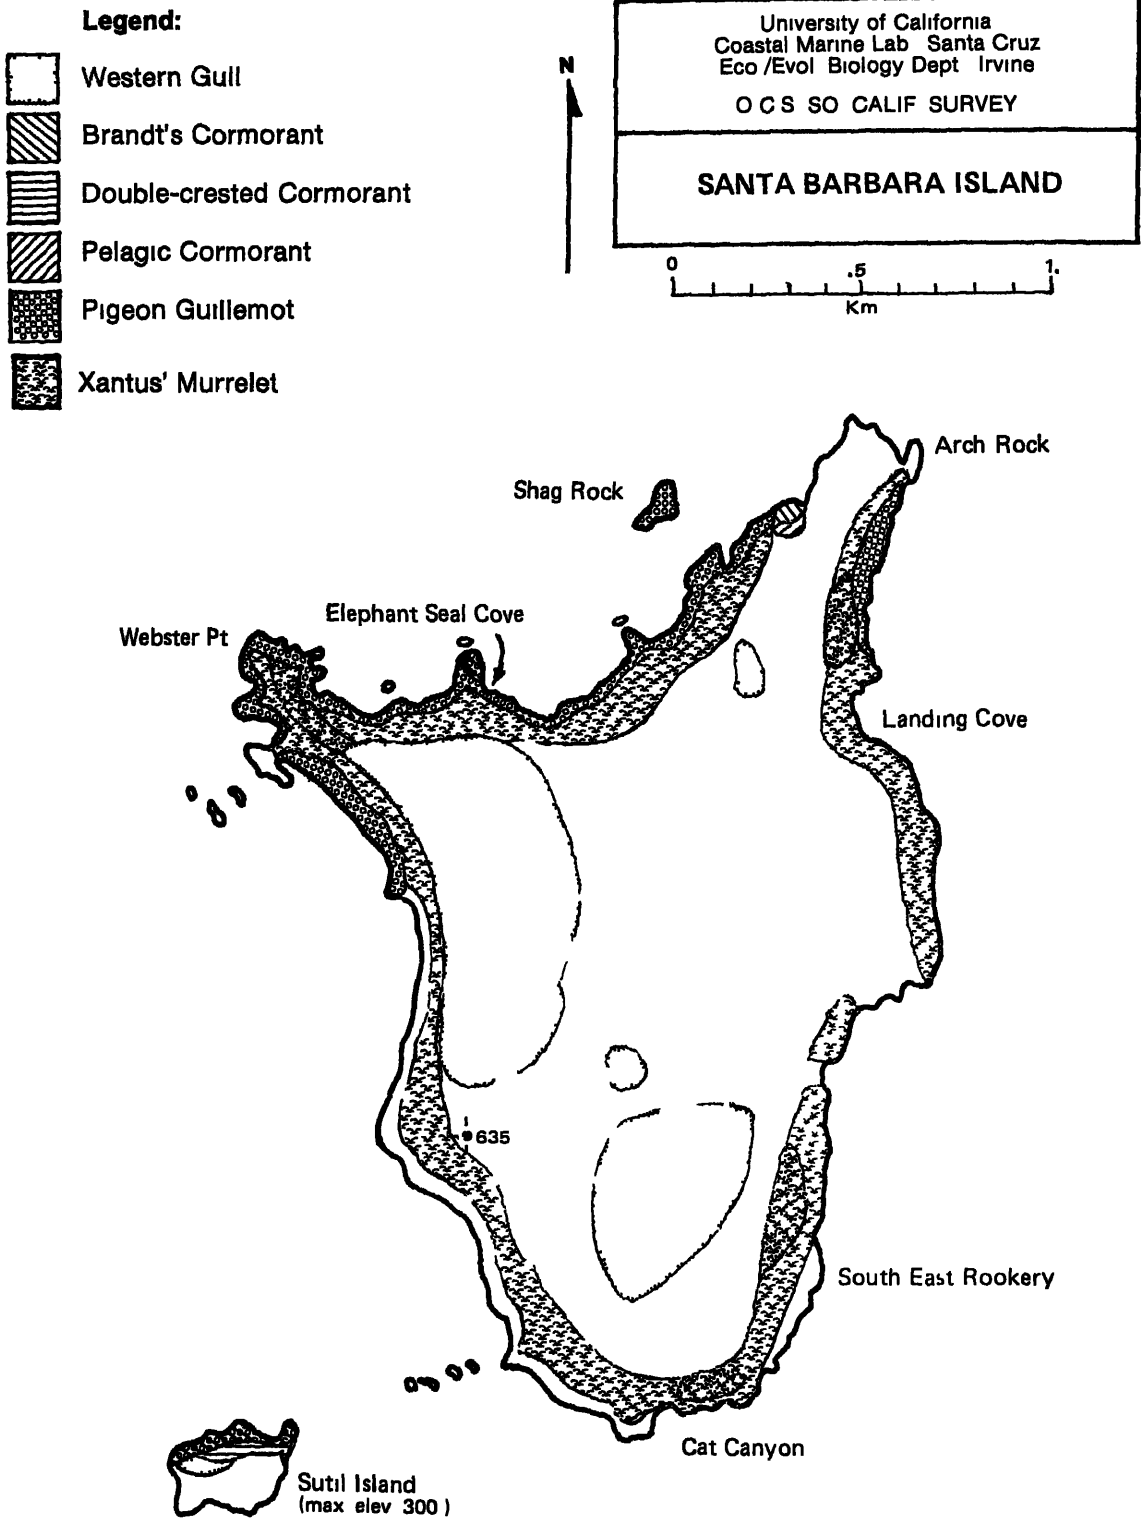 Legend:
Western Gull
Brandt's Cormorant
Double-crested Cormorant
Pelagic Cormorant
Pigeon Guillemot
Xantus' Murrelet
N
University of California
Coastal Marine Lab Santa Cruz
Eco/Evol Biology Dept Irvine
O C S SO CALIF SURVEY
SANTA BARBARA ISLAND
0 .5 1.
Km
Arch Rock
Shag Rock
Elephant Seal Cove
Webster Pt
Landing Cove
635
South East Rookery
Cat Canyon
Sutil Island
(max elev 300)